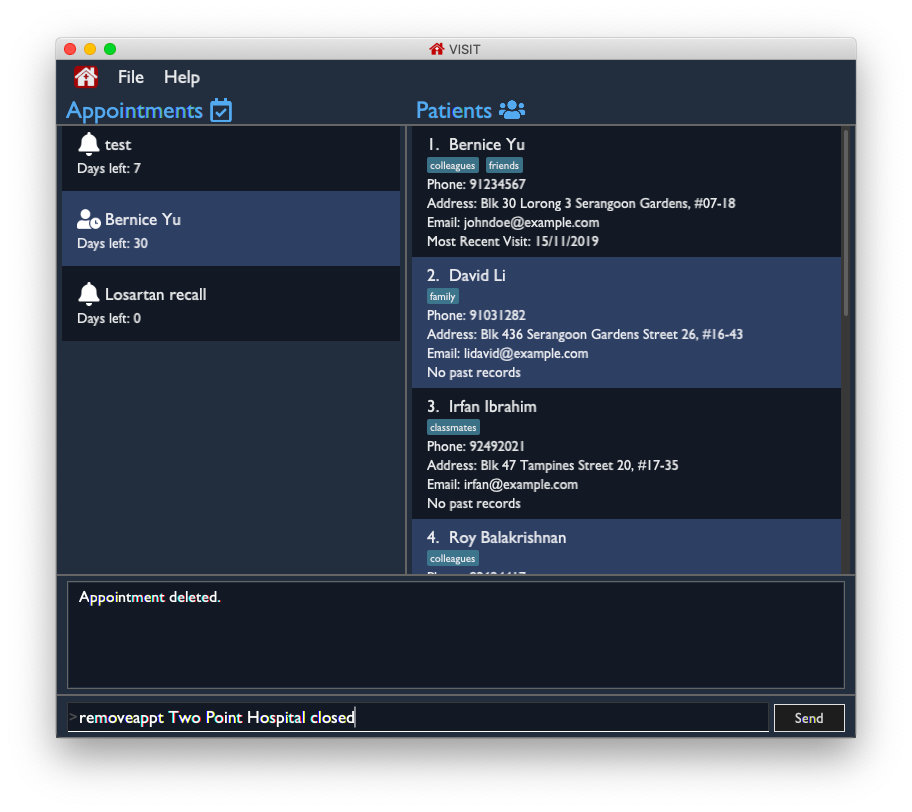 VISIT
File Help
Appointments
Patients
test
Days left: 7
Bernice Yu
Days left: 30
Losartan recall
Days left: 0
1. Bernice Yu
colleagues friends
Phone: 91234567
Address: Blk 30 Lorong 3 Serangoon Gardens, #07-18
Email: johndoe@example.com
Most Recent Visit: 15/11/2019
2. David Li
family
Phone: 91031282
Address: Blk 436 Serangoon Gardens Street 26, #16-43
Email: lidavid@example.com
No past records
3. Irfan Ibrahim
classmates
Phone: 92492021
Address: Blk 47 Tampines Street 20, #17-35
Email: irfan@example.com
No past records
4. Roy Balakrishnan
colleagues
Appointment deleted.
>removeappt Two Point Hospital closed
Send